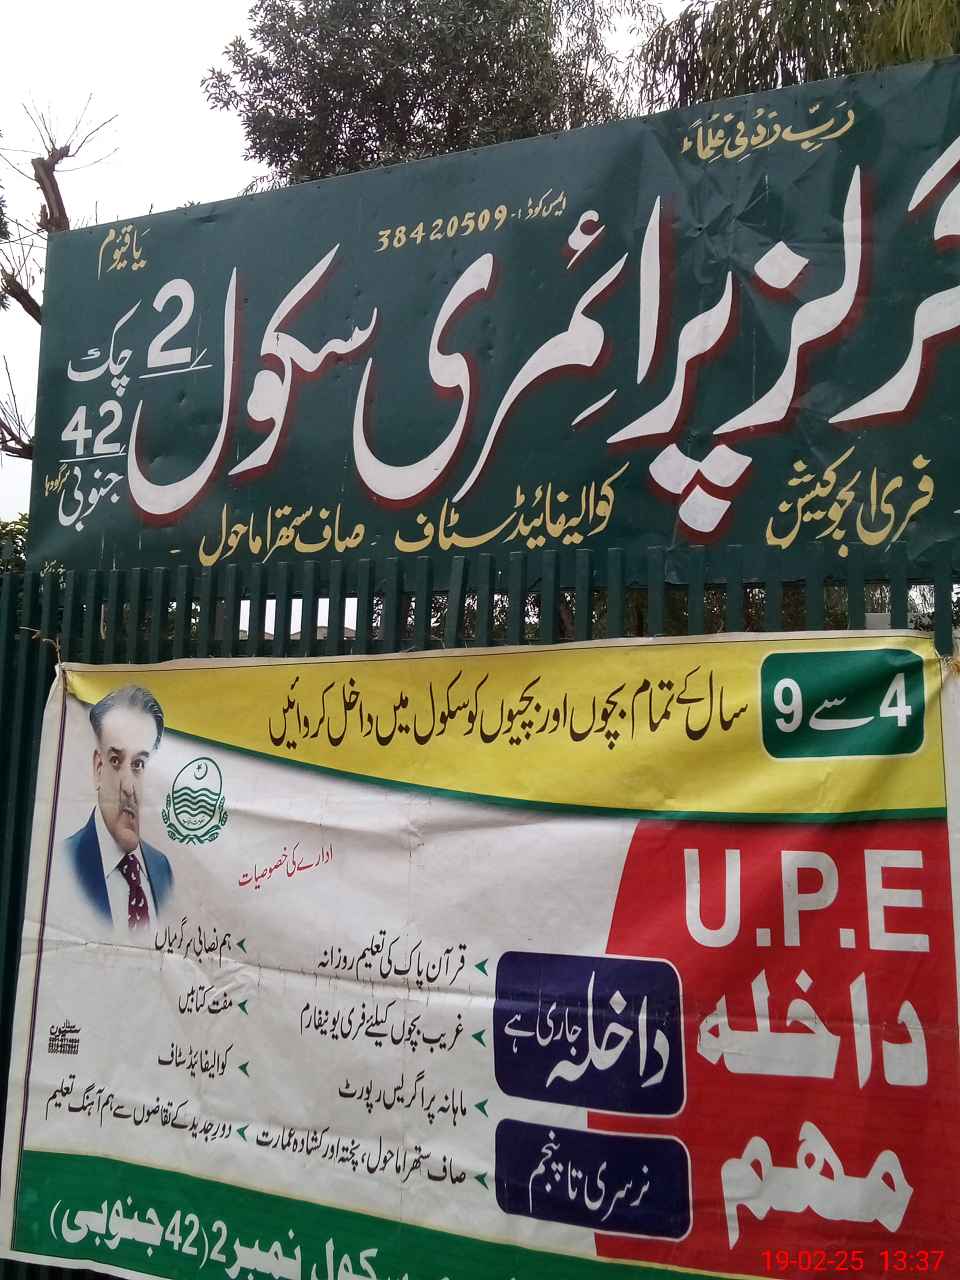 رَبِّ زِدْنِیْ عِلْمًا
یَا قَیُّوْمُ
ایمس کوڈ:- 38420509
گرلز پرائمری سکول 2 چک
42 جنوبی سرگودھا
فری ایجوکیشن کوالیفائیڈ سٹاف صاف ستھرا ماحول
4 سے 9 سال کے تمام بچوں اور بچیوں کو سکول میں داخل کروائیں
U.P.E
داخلہ
مہم
داخلہ جاری ہے
نرسری تا پنجم
ادارے کی خصوصیات
قرآن پاک کی تعلیم روزانہ
غریب بچوں کیلئے فری یونیفارم
ماہانہ پراگریس رپورٹ
صاف ستھرا ماحول، پختہ اور کشادہ عمارت
ہم نصابی سرگرمیاں
مفت کتابیں
کوالیفائیڈ سٹاف
دورِ جدید کے تقاضوں سے ہم آہنگ تعلیم
سکول نمبر 2 (42 جنوبی)
19-02-25 13:37